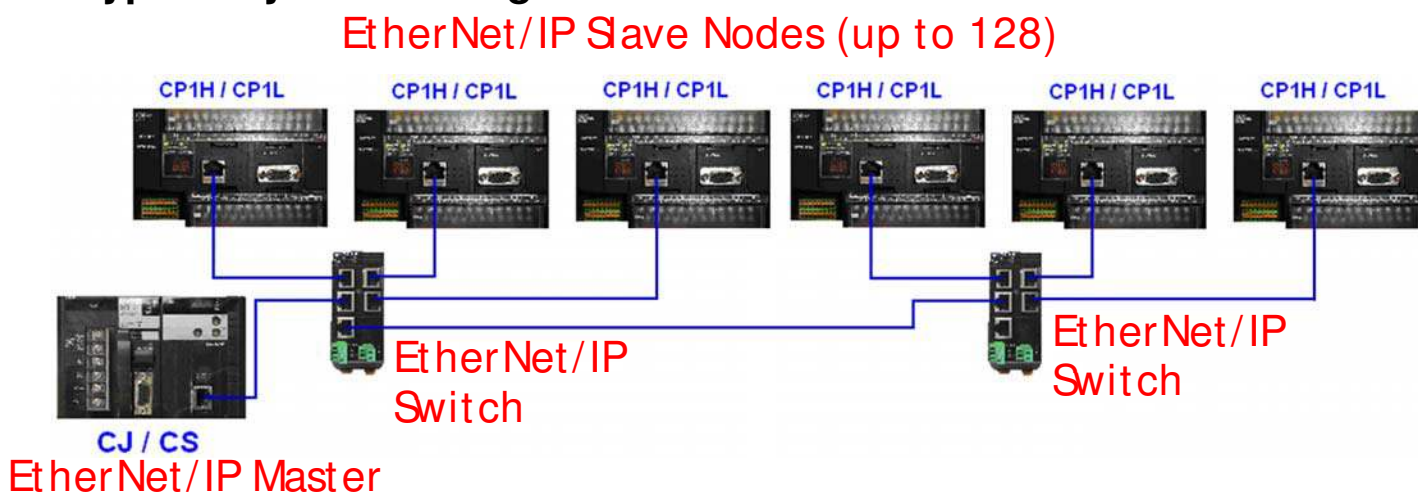 EtherNet/IP Slave Nodes (up to 128)
CP1H / CP1L
CP1H / CP1L
CP1H / CP1L
CP1H / CP1L
CP1H / CP1L
CP1H / CP1L
EtherNet/IP
Switch
EtherNet/IP
Switch
CJ / CS
EtherNet/IP Master